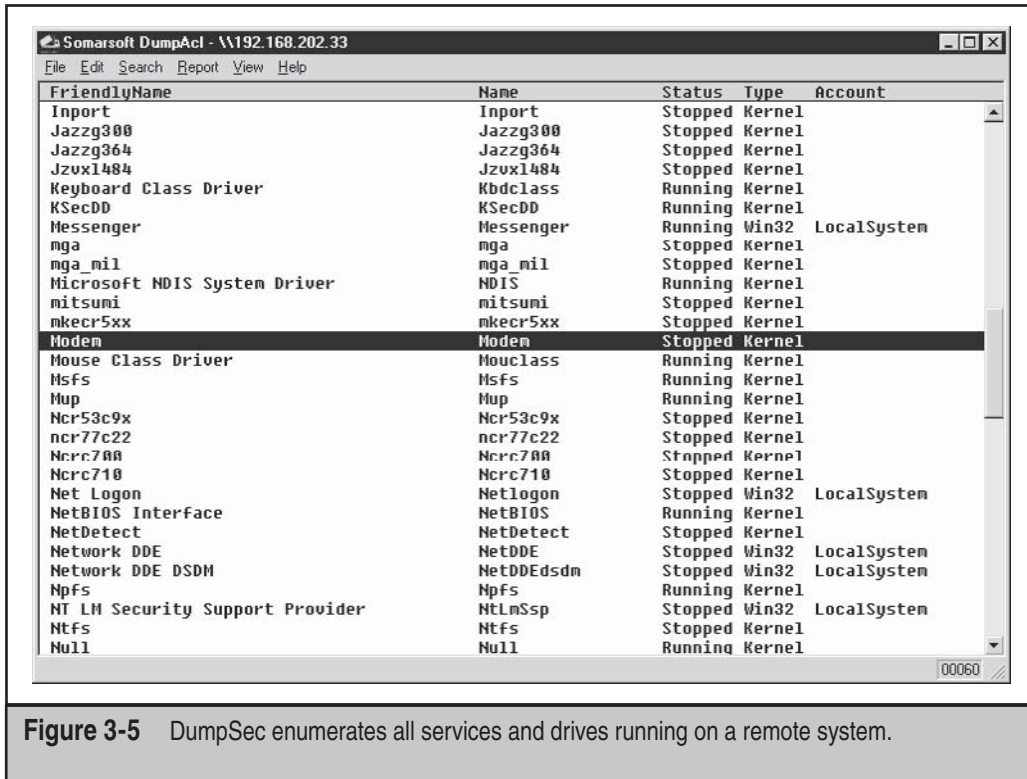 Somarsoft DumpAcl - \\192.168.202.33
File Edit Search Report View Help
FriendlyName Name Status Type Account
Inport Inport Stopped Kernel
Jazzg300 Jazzg300 Stopped Kernel
Jazzg364 Jazzg364 Stopped Kernel
Jzvxl484 Jzvxl484 Stopped Kernel
Keyboard Class Driver Kbdclass Running Kernel
KSecDD KSecDD Running Kernel
Messenger Messenger Running Win32 LocalSystem
mga mga Stopped Kernel
mga_mil mga_mil Stopped Kernel
Microsoft NDIS System Driver NDIS Running Kernel
mitsumi mitsumi Stopped Kernel
mkecr5xx mkecr5xx Stopped Kernel
Modem Modem Stopped Kernel
Mouse Class Driver Mouclass Running Kernel
Msfs Msfs Running Kernel
Mup Mup Running Kernel
Ncr53c9x Ncr53c9x Stopped Kernel
ncr77c22 ncr77c22 Stopped Kernel
Ncrc700 Ncrc700 Stopped Kernel
Ncrc710 Ncrc710 Stopped Kernel
Net Logon Netlogon Stopped Win32 LocalSystem
NetBIOS Interface NetBIOS Running Kernel
NetDetect NetDetect Stopped Kernel
Network DDE NetDDE Stopped Win32 LocalSystem
Network DDE DSDM NetDDEdsdm Stopped Win32 LocalSystem
Npfs Npfs Running Kernel
NT LM Security Support Provider NtLmSsp Stopped Win32 LocalSystem
Ntfs Ntfs Stopped Kernel
Null Null Running Kernel
00060
Figure 3-5 DumpSec enumerates all services and drives running on a remote system.